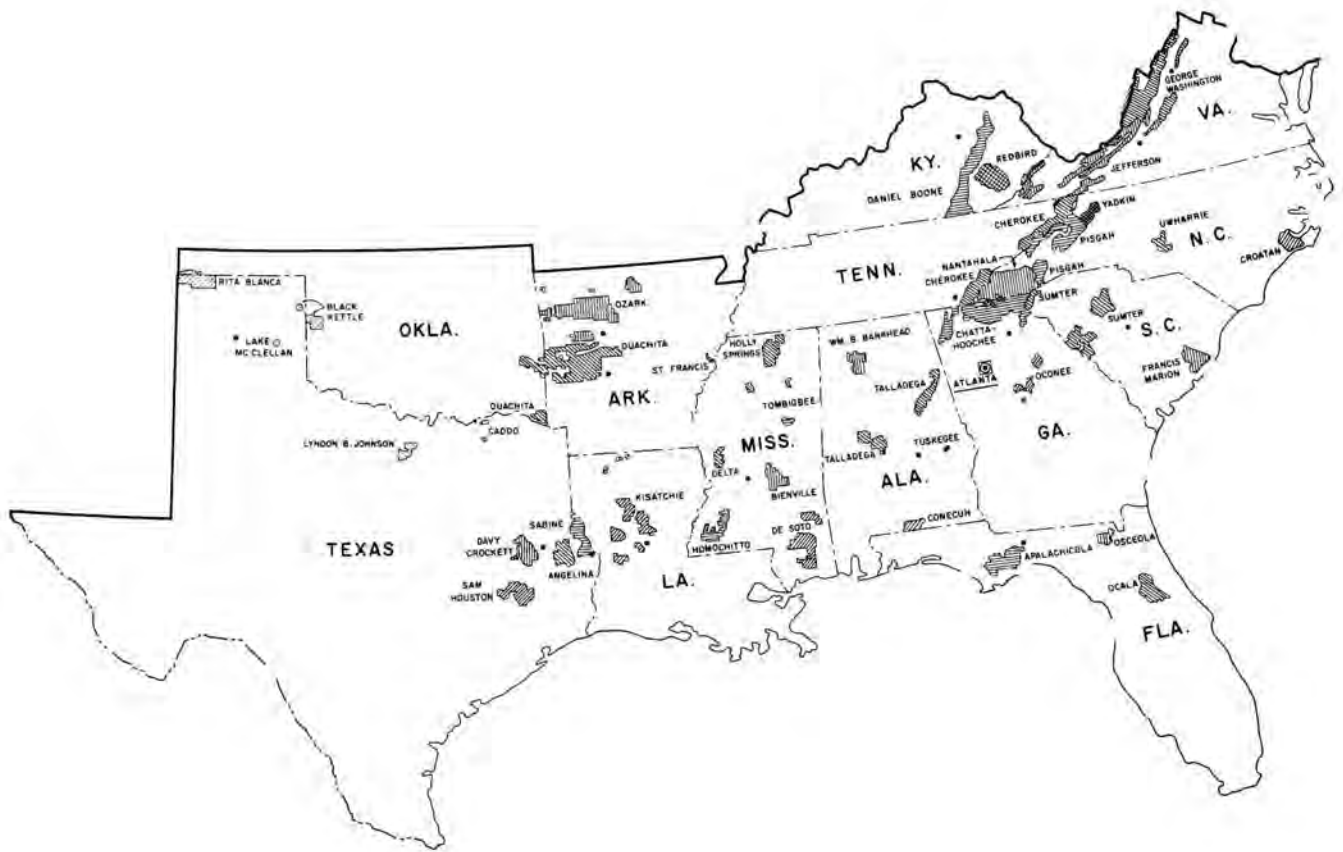 GEORGE
WASHINGTON
VA.
KY.
REDBIRD
JEFFERSON
DANIEL BOONE
YADKIN
CHEROKEE
UWHARRIE
PISGAH
N.C.
CROATAN
TENN.
NANTAHALA
CHEROKEE
PISGAH
RITA BLANCA
BLACK
KETTLE
OZARK
SUMTER
SUMTER
S.C.
OKLA.
CHATTA-
HOOCHEE
LAKE
MC CLELLAN
OUACHITA
HOLLY
SPRINGS
WM. B. BANKHEAD
ST. FRANCIS
FRANCIS
MARION
TALLADEGA
ATLANTA
OCONEE
ARK.
TOMBIGBEE
OUACHITA
CADDO
LYNDON B. JOHNSON
MISS.
GA.
TUSKEGEE
TALLADEGA
DELTA
ALA.
BIENVILLE
KISATCHIE
CONECUH
SABINE
DE SOTO
DAVY
CROCKETT
TEXAS
HOMOCHITTO
OSCEOLA
APALACHICOLA
ANGELINA
SAM
HOUSTON
LA.
OCALA
FLA.